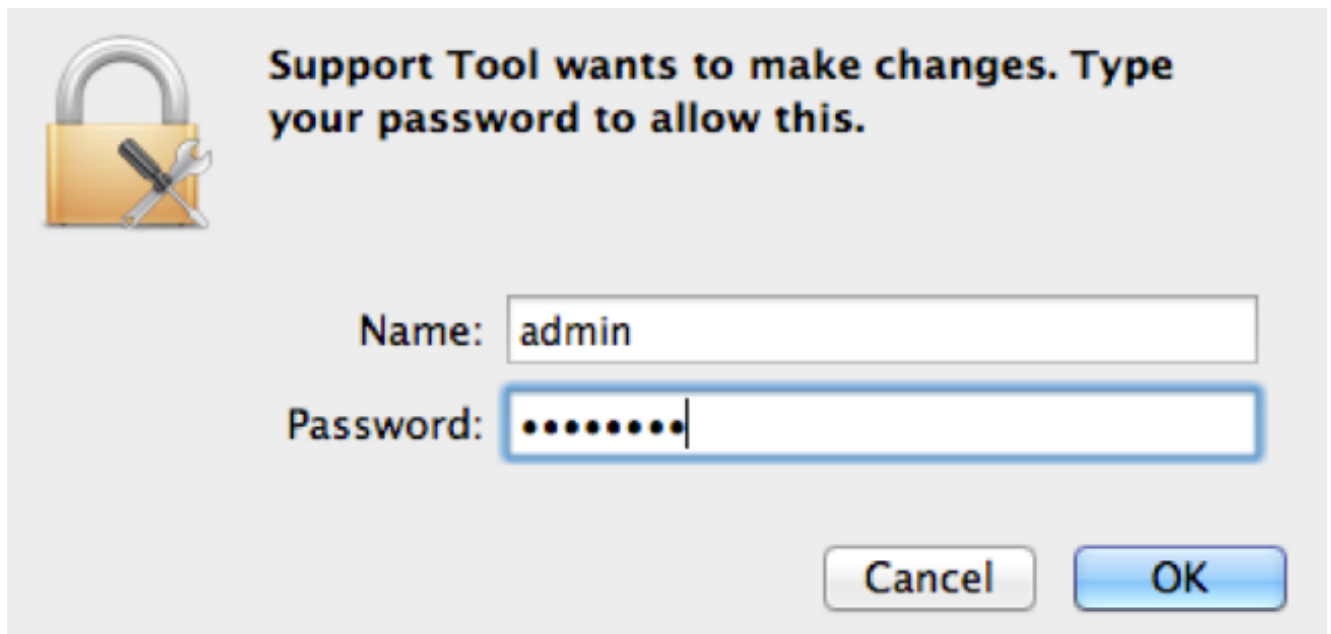 Support Tool wants to make changes. Type
your password to allow this.
Name: admin
Password: ••••••••
Cancel OK